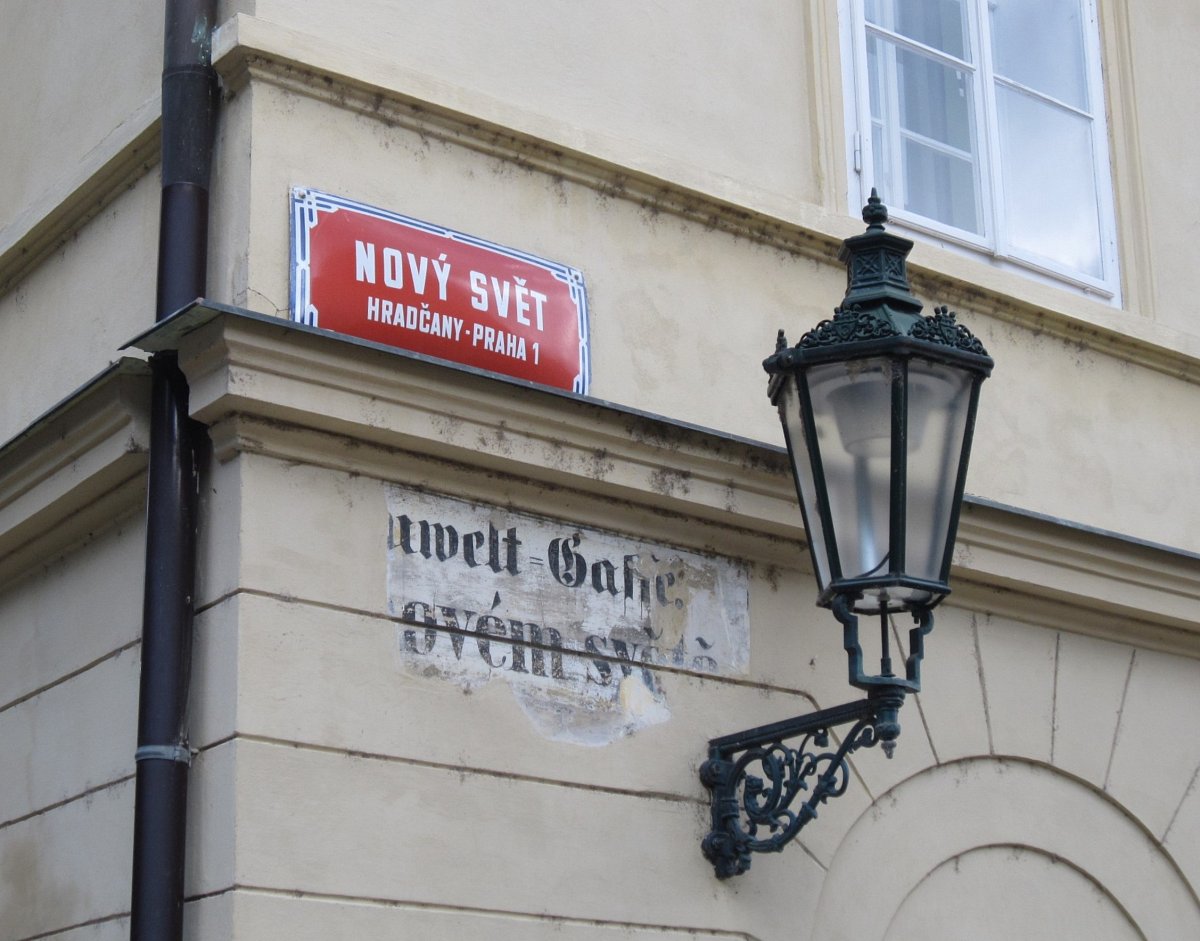 NOVÝ SVĚT
HRADČANY - PRAHA 1
uwelt = Gasse.
ovém světě